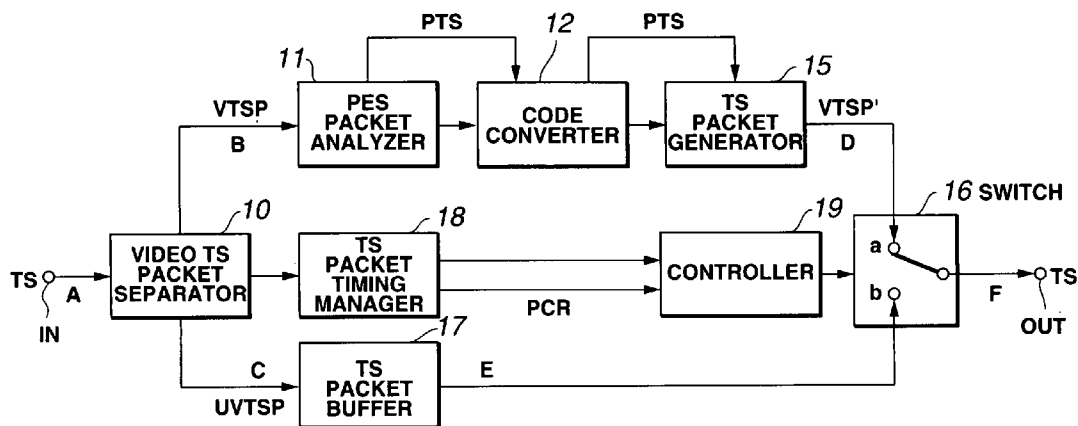 PTS
12
PTS
11
15
VTSP
B
PES
PACKET
ANALYZER
CODE
CONVERTER
TS
PACKET
GENERATOR
VTSP'
D
10
18
19
16 SWITCH
TS
A
IN
VIDEO TS
PACKET
SEPARATOR
TS
PACKET
TIMING
MANAGER
PCR
CONTROLLER
a
b
F
TS
OUT
17
C
UVTSP
TS
PACKET
BUFFER
E